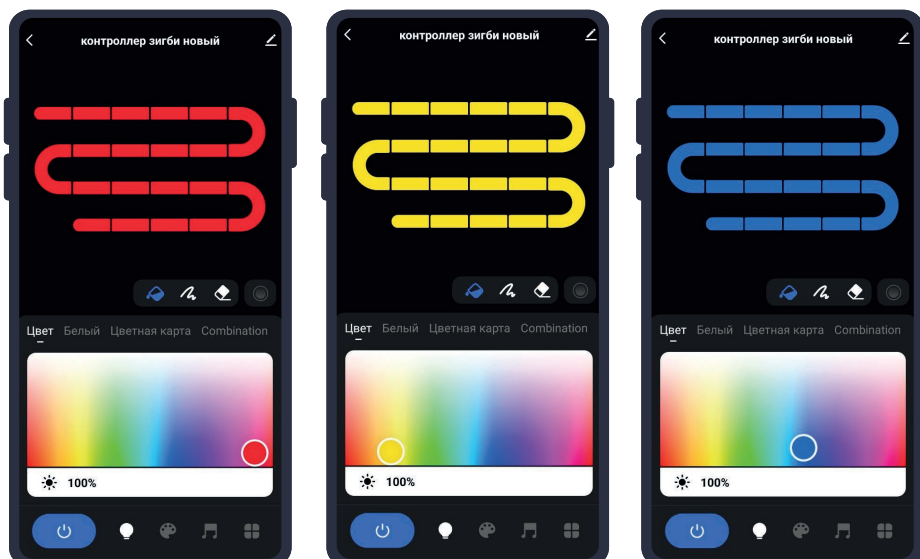 контроллер зигби новый
Цвет Белый Цветная карта Combination
100%
контроллер зигби новый
Цвет Белый Цветная карта Combination
100%
контроллер зигби новый
Цвет Белый Цветная карта Combination
100%